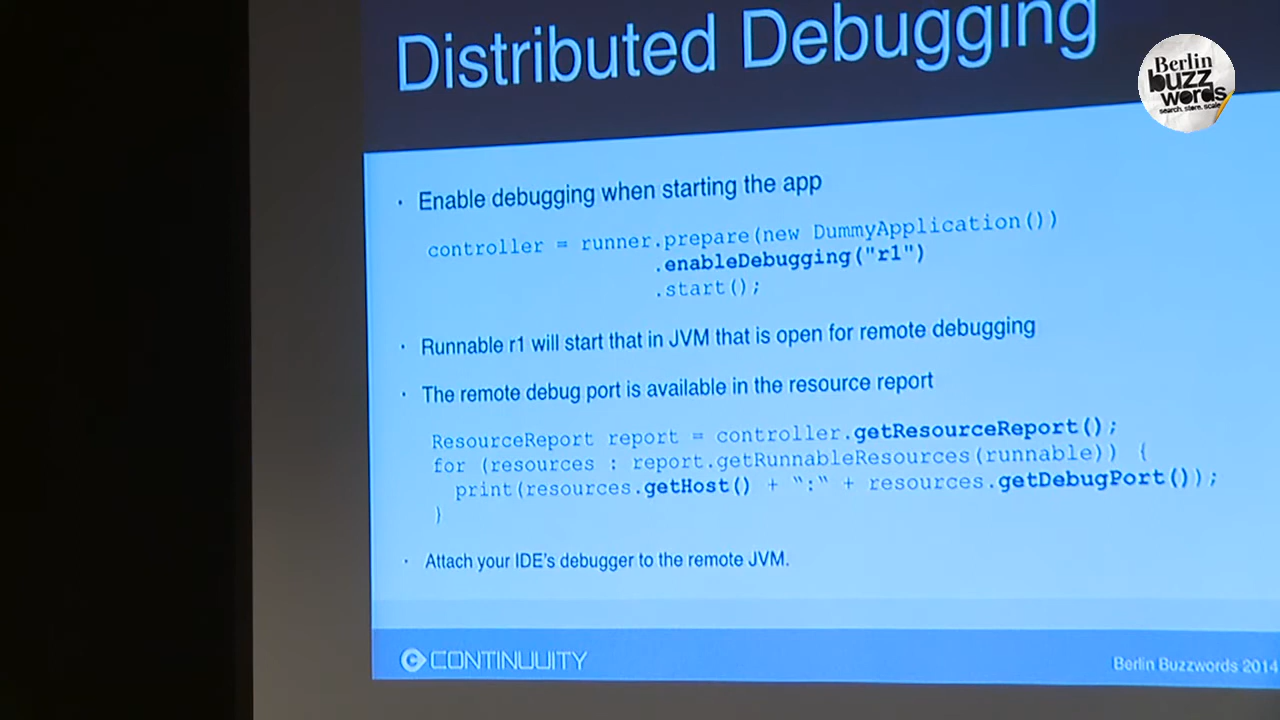 Distributed Debugging
Berlin
buzz
words
search. store. scale
· Enable debugging when starting the app
controller = runner.prepare(new DummyApplication())
.enableDebugging("r1")
.start();
· Runnable r1 will start that in JVM that is open for remote debugging
· The remote debug port is available in the resource report
ResourceReport report = controller.getResourceReport();
for (resources : report.getRunnableResources(runnable)) {
print(resources.getHost() + “:” + resources.getDebugPort());
}
· Attach your IDE's debugger to the remote JVM.
CONTINUUITY
Berlin Buzzwords 2014